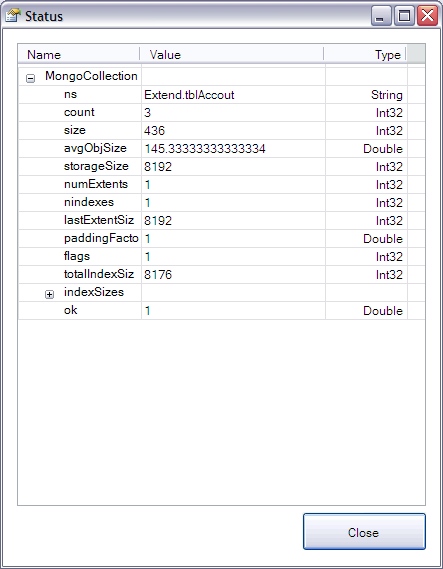 Status
Name Value Type
MongoCollection
ns Extend.tblAccout String
count 3 Int32
size 436 Int32
avgObjSize 145.33333333333334 Double
storageSize 8192 Int32
numExtents 1 Int32
nindexes 1 Int32
lastExtentSiz 8192 Int32
paddingFacto 1 Double
flags 1 Int32
totalIndexSiz 8176 Int32
indexSizes
ok 1 Double
Close